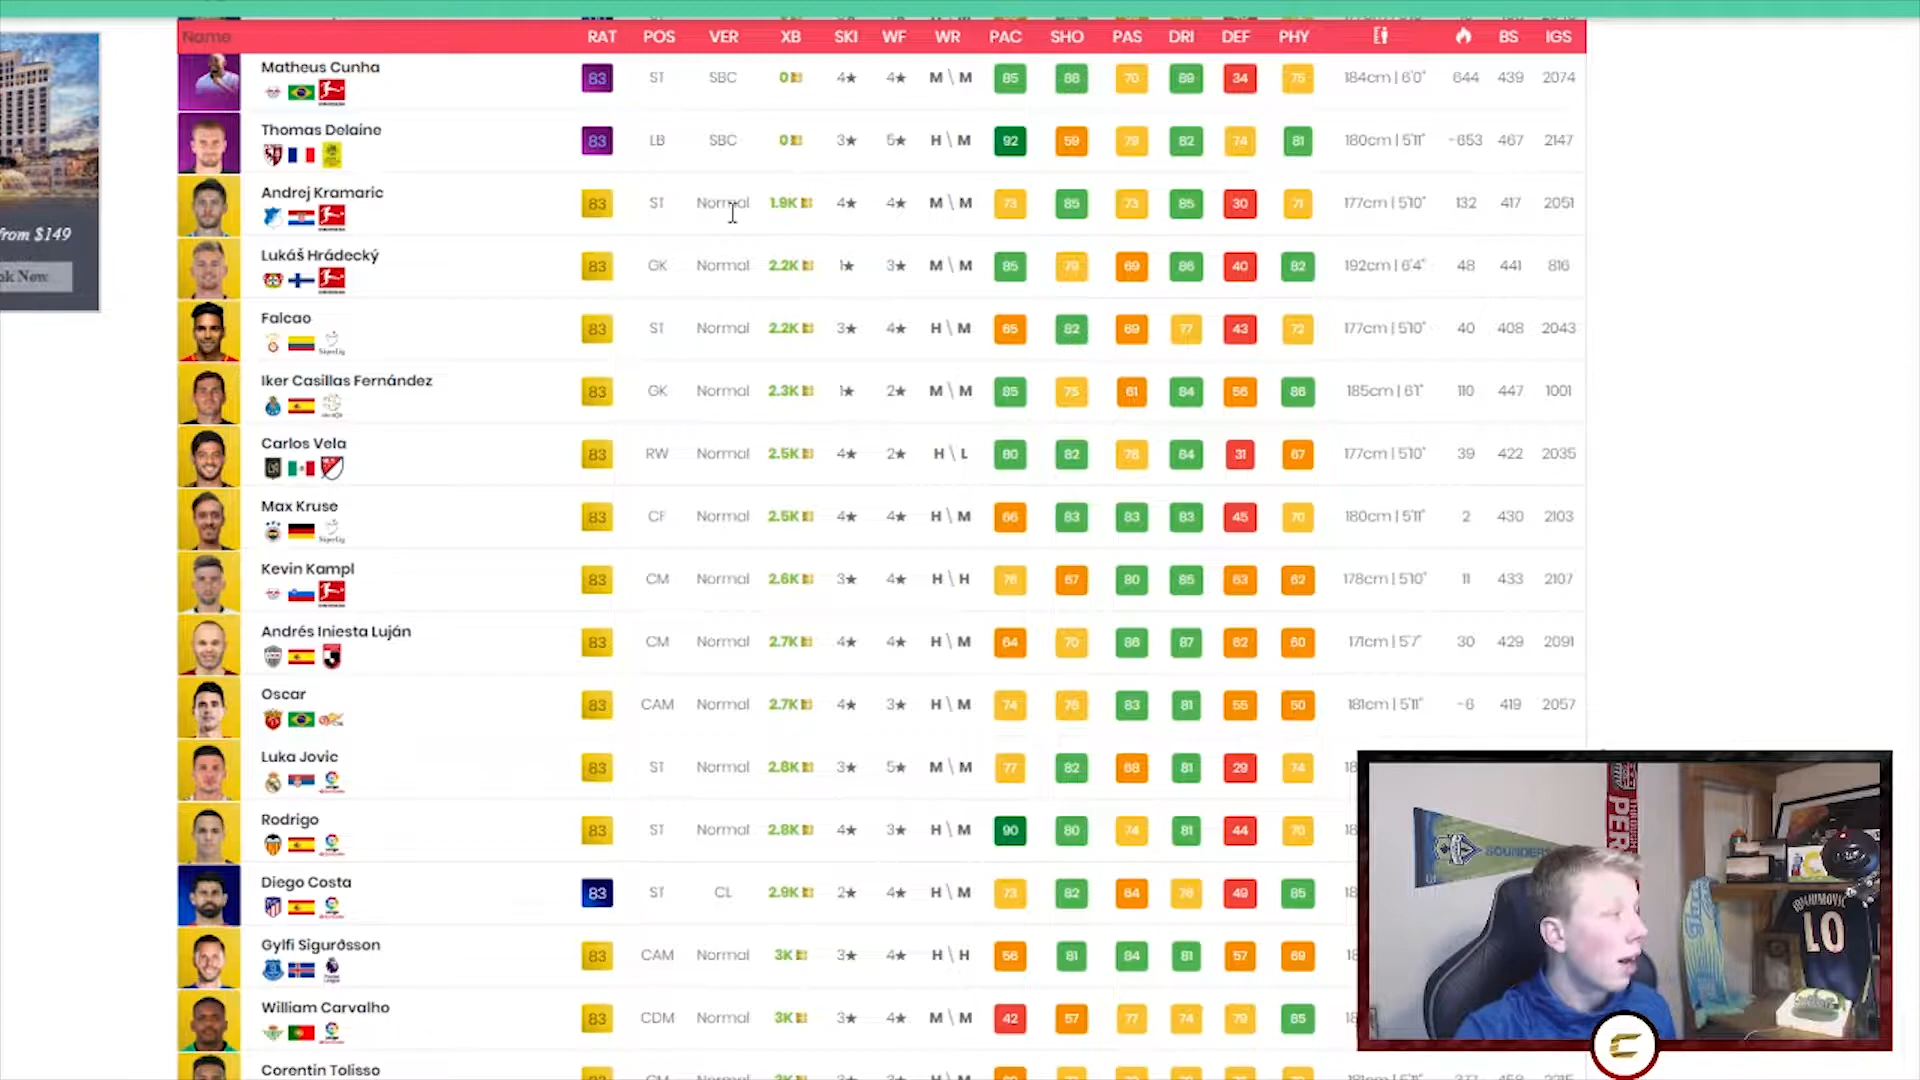 Name RAT POS VER XB SKI WF WR PAC SHO PAS DRI DEF PHY BS IGS
Matheus Cunha 83 ST SBC 0 4★ 4★ M \ M 85 86 70 89 34 75 184cm | 6'0" 644 439 2074
Thomas Delaine 83 LB SBC 0 3★ 5★ H \ M 92 59 79 82 74 81 180cm | 5'11" -653 467 2147
Andrej Kramaric 83 ST Normal 1.9K 4★ 4★ M \ M 73 85 73 85 30 71 177cm | 5'10" 132 417 2051
from $149
Lukáš Hrádecký 83 GK Normal 2.2K 1★ 3★ M \ M 85 79 69 86 40 82 192cm | 6'4" 48 441 816
Now
Falcao 83 ST Normal 2.2K 3★ 4★ H \ M 65 82 69 77 43 72 177cm | 5'10" 40 408 2043
Iker Casillas Fernández 83 GK Normal 2.3K 1★ 2★ M \ M 85 75 61 84 56 86 185cm | 6'1" 110 447 1001
Carlos Vela 83 RW Normal 2.5K 4★ 2★ H \ L 80 82 78 84 31 67 177cm | 5'10" 39 422 2035
Max Kruse 83 CF Normal 2.5K 4★ 4★ H \ M 66 83 83 83 45 70 180cm | 5'11" 2 430 2103
Kevin Kampl 83 CM Normal 2.6K 3★ 4★ H \ H 76 67 80 85 63 62 178cm | 5'10" 11 433 2107
Andrés Iniesta Luján 83 CM Normal 2.7K 4★ 4★ H \ M 64 70 86 87 62 60 171cm | 5'7" 30 429 2091
Oscar 83 CAM Normal 2.7K 4★ 3★ H \ M 74 76 83 81 55 50 181cm | 5'11" -6 419 2057
Luka Jovic 83 ST Normal 2.8K 3★ 5★ M \ M 77 82 68 81 29 74 18
Rodrigo 83 ST Normal 2.8K 4★ 3★ H \ M 90 80 74 81 44 70 18
Diego Costa 83 ST CL 2.9K 2★ 4★ H \ M 73 82 64 76 49 85 18
Gylfi Sigurðsson 83 CAM Normal 3K 3★ 4★ H \ H 56 81 84 81 57 69 18
William Carvalho 83 CDM Normal 3K 3★ 4★ M \ M 42 57 77 74 79 85 18
Corentin Tolisso
SOUNDERS
IBRAHIMOVIC
10